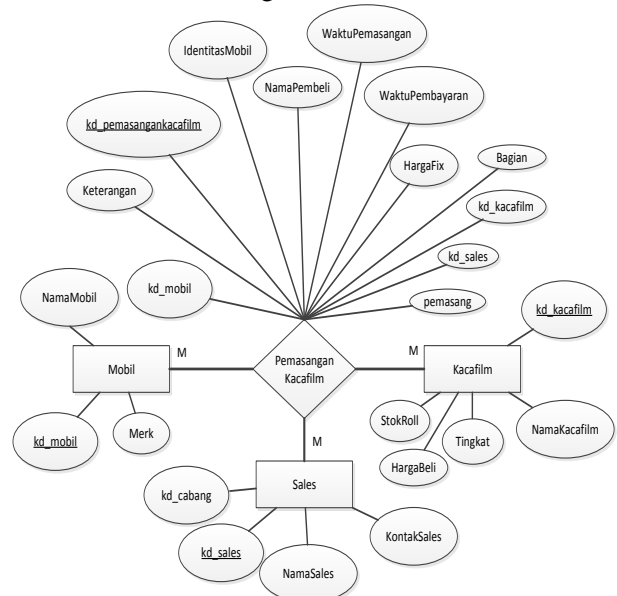 WaktuPemasangan
IdentitasMobil
NamaPembeli
WaktuPembayaran
kd_pemasangankacafilm
HargaFix
Bagian
Keterangan
kd_kacafilm
kd_sales
kd_mobil
pemasang
NamaMobil
kd_kacafilm
M
M
Pemasangan
Kacafilm
Mobil
Kacafilm
StokRoll
NamaKacafilm
kd_mobil
Merk
Tingkat
HargaBeli
M
Sales
kd_cabang
KontakSales
kd_sales
NamaSales